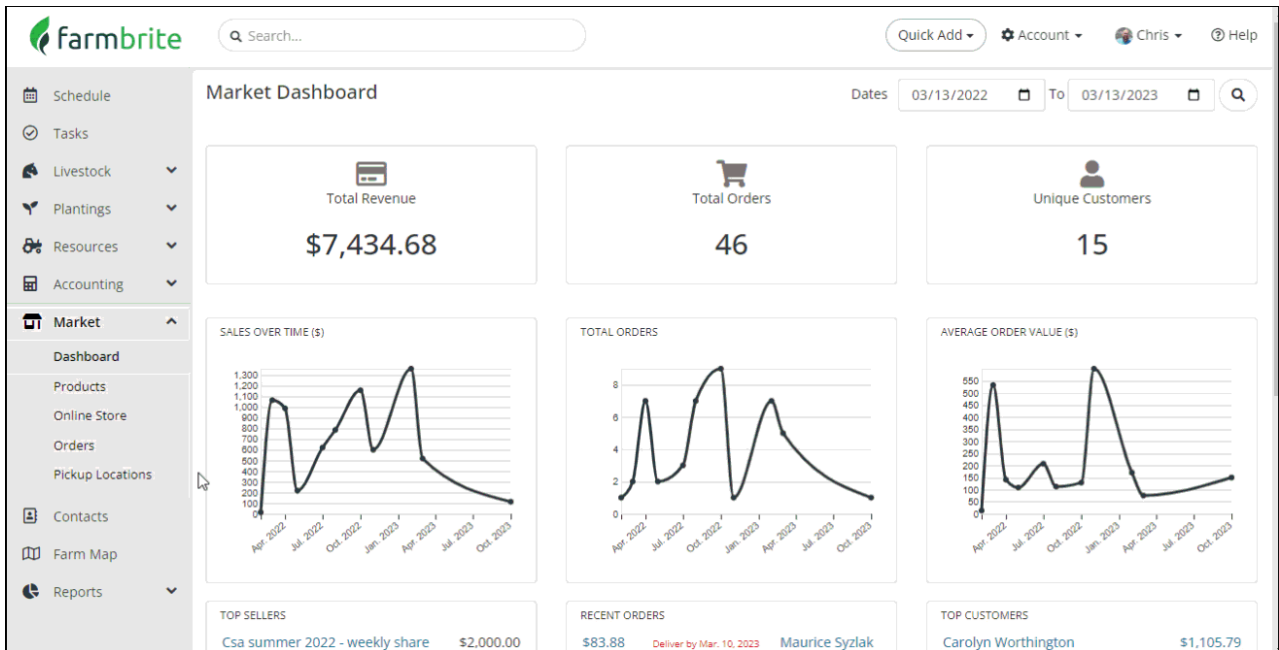 farmbrite
Search...
Quick Add
Account
Chris
Help
Schedule
Tasks
Livestock
Plantings
Resources
Accounting
Market
Dashboard
Products
Online Store
Orders
Pickup Locations
Contacts
Farm Map
Reports
Market Dashboard
Dates 03/13/2022 To 03/13/2023
Total Revenue
$7,434.68
Total Orders
46
Unique Customers
15
SALES OVER TIME ($)
1,300
1,200
1,100
1,000
900
800
700
600
500
400
300
200
100
0
Apr. 2022 Jul. 2022 Oct. 2022 Jan. 2023 Apr. 2023 Jul. 2023 Oct. 2023
TOTAL ORDERS
8
6
4
2
0
Apr. 2022 Jul. 2022 Oct. 2022 Jan. 2023 Apr. 2023 Jul. 2023 Oct. 2023
AVERAGE ORDER VALUE ($)
550
500
450
400
350
300
250
200
150
100
50
0
Apr. 2022 Jul. 2022 Oct. 2022 Jan. 2023 Apr. 2023 Jul. 2023 Oct. 2023
TOP SELLERS
Csa summer 2022 - weekly share $2,000.00
RECENT ORDERS
$83.88 Deliver by Mar. 10, 2023 Maurice Syzlak
TOP CUSTOMERS
Carolyn Worthington $1,105.79